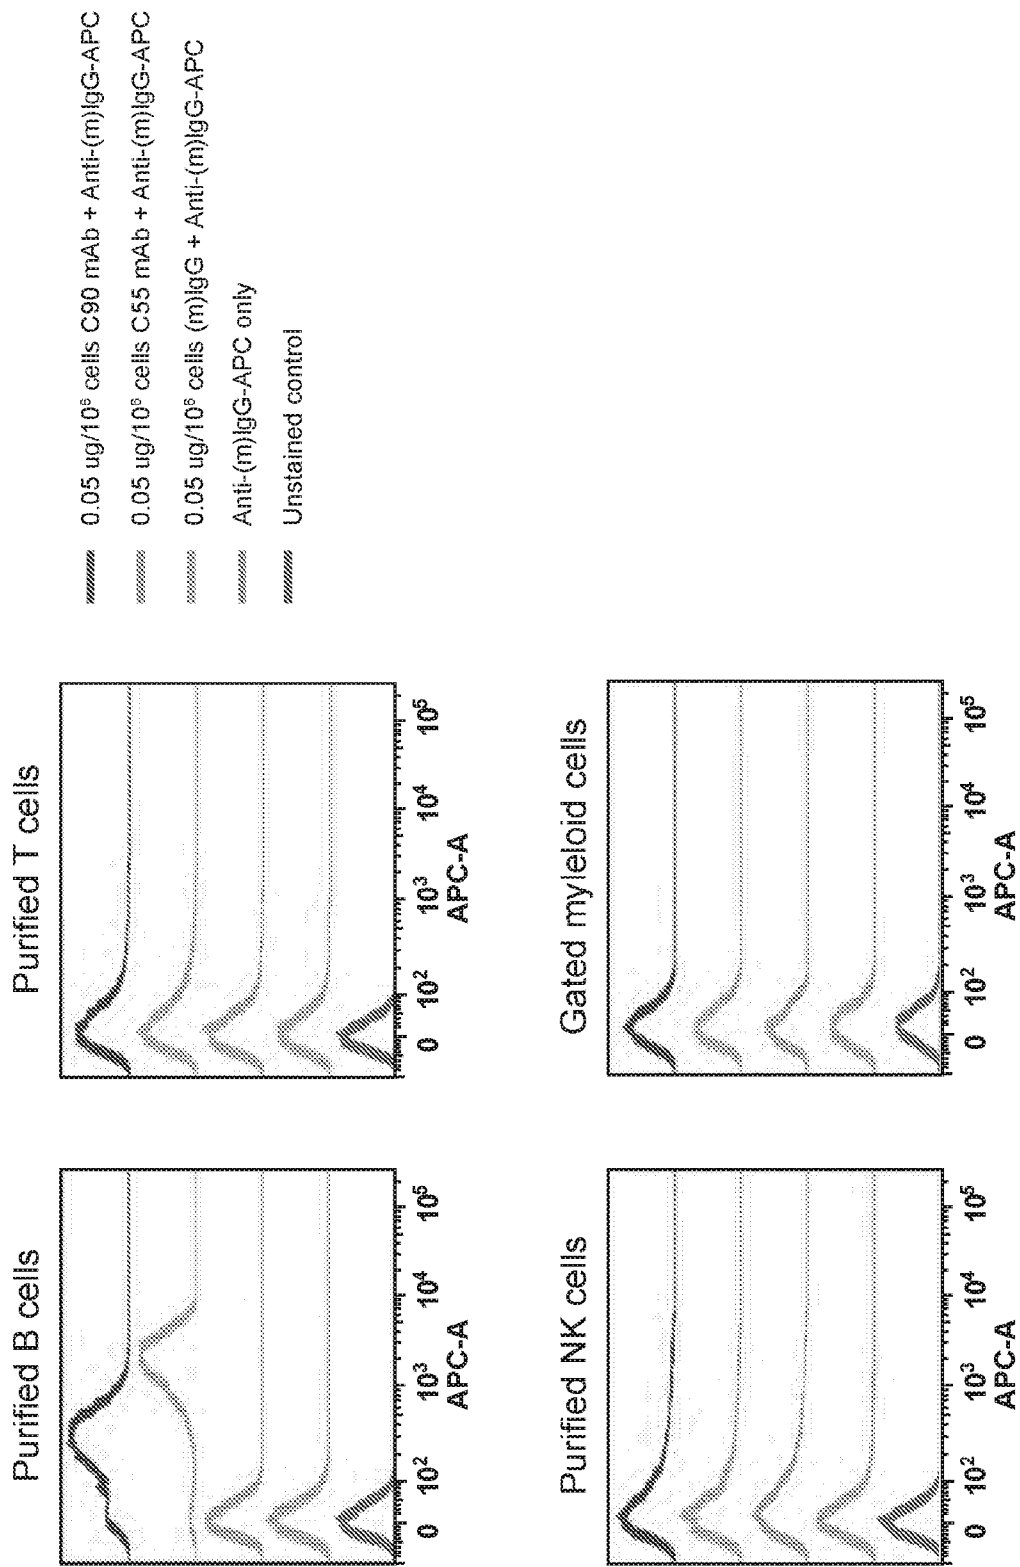 Purified B cells
0
10²
10³
10⁴
10⁵
APC-A
Purified T cells
0
10²
10³
10⁴
10⁵
APC-A
0.05 ug/10⁶ cells C90 mAb + Anti-(m)IgG-APC
0.05 ug/10⁶ cells C55 mAb + Anti-(m)IgG-APC
0.05 ug/10⁶ cells (m)IgG + Anti-(m)IgG-APC
Anti-(m)IgG-APC only
Unstained control
Purified NK cells
0
10²
10³
10⁴
10⁵
APC-A
Gated myleloid cells
0
10²
10³
10⁴
10⁵
APC-A